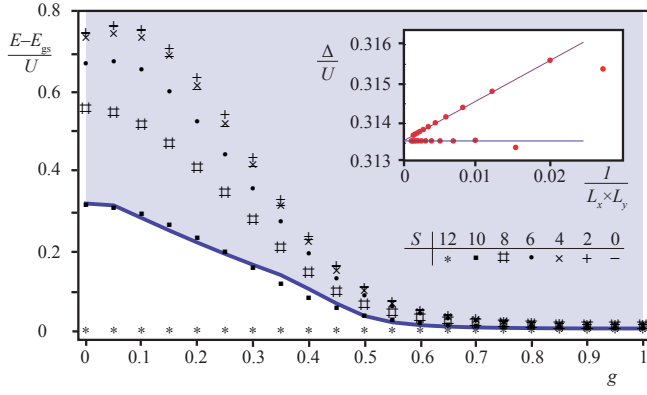 0.8
E−E_gs
U
0.6
0.4
0.2
0
0 0.1 0.2 0.3 0.4 0.5 0.6 0.7 0.8 0.9 1
g
Δ
U
0.316
0.315
0.314
0.313
0 0.01 0.02
1
L_x×L_y
S 12 10 8 6 4 2 0
* ■ ⌗ • × + −